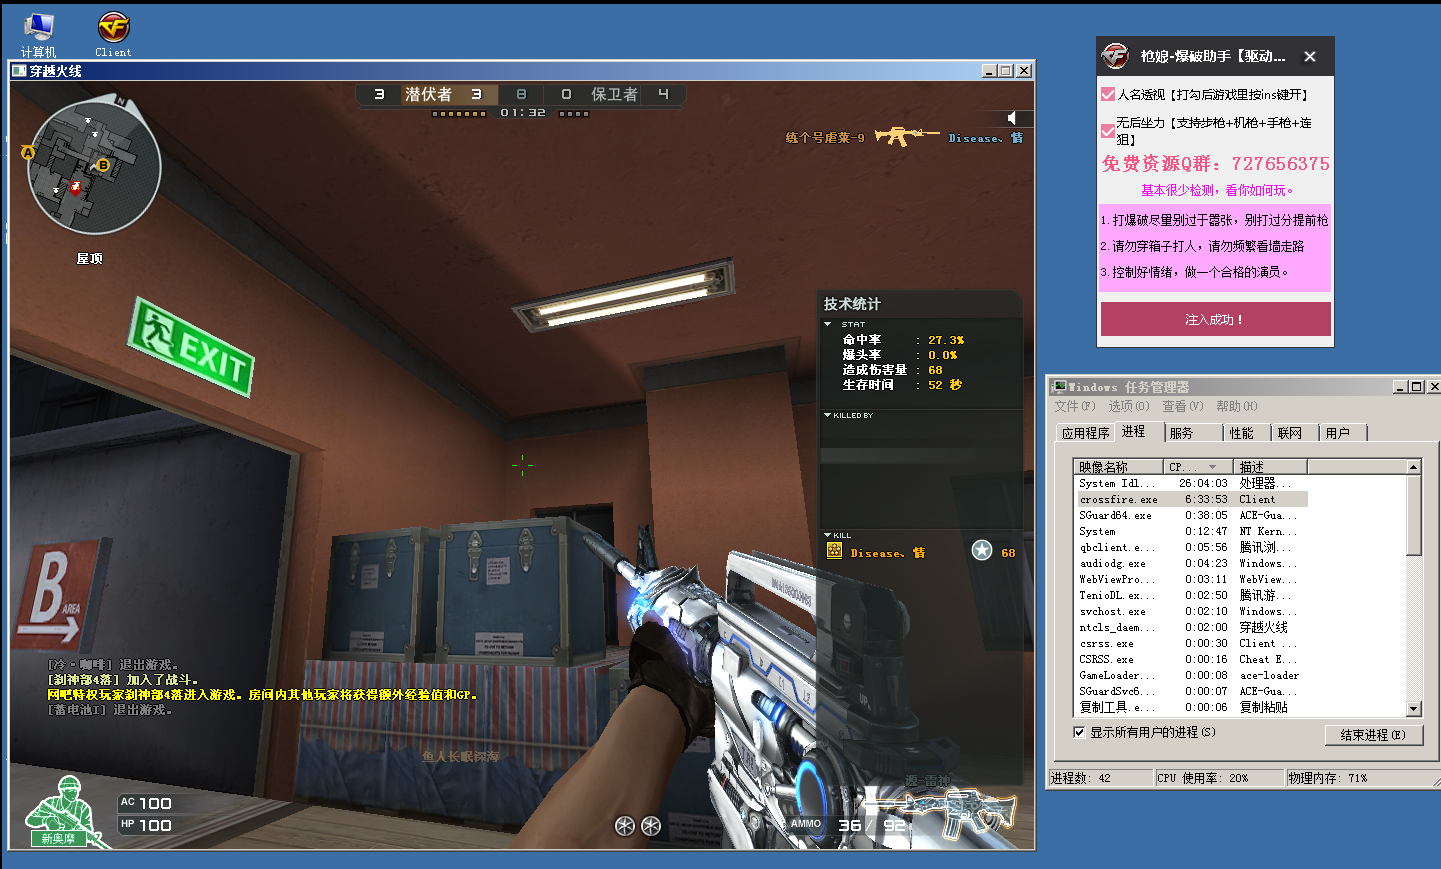 计算机
Client
穿越火线
3 潜伏者 3 8 0 保卫者 4
01:32
N
A
B
屋顶
练个号虐菜-9
Disease、情
EXIT
B
AREA
技术统计
STAT
命中率 : 27.3%
爆头率 : 0.0%
造成伤害量 : 68
生存时间 : 52 秒
KILLED BY
KILL
Disease、情 68
[冷·咖啡] 退出游戏。
[刹神部4落] 加入了战斗。
网吧特权玩家刹神部4落进入游戏。房间内其他玩家将获得额外经验值和GP。
[蓄电池I] 退出游戏。
鱼人长眠深海
新奥摩
AC 100
HP 100
源-雷神
AMMO 36/ 92
枪娘-爆破助手【驱动...
人名透视【打勾后游戏里按ins键开】
无后坐力【支持步枪+机枪+手枪+连
狙】
免费资源Q群：727656375
基本很少检测，看你如何玩。
1.打爆破尽量别过于嚣张，别打过分提前枪
2.请勿穿箱子打人，请勿频繁看墙走路
3.控制好情绪，做一个合格的演员。
注入成功！
Windows 任务管理器
文件(F) 选项(O) 查看(V) 帮助(H)
应用程序 进程 服务 性能 联网 用户
映像名称 CP... 描述
System Idl... 26:04:03 处理器...
crossfire.exe 6:33:53 Client
SGuard64.exe 0:38:05 ACE-Gua...
System 0:12:47 NT Kern...
qbclient.e... 0:05:56 腾讯浏...
audiodg.exe 0:04:23 Windows...
WebViewPro... 0:03:11 WebView...
TenioDL.ex... 0:02:50 腾讯游...
svchost.exe 0:02:10 Windows...
ntcls_daem... 0:02:00 穿越火线
csrss.exe 0:00:30 Client ...
CSRSS.exe 0:00:16 Cheat E...
GameLoader... 0:00:08 ace-loader
SGuardSvc6... 0:00:07 ACE-Gua...
复制工具.e... 0:00:06 复制粘贴
显示所有用户的进程(S)
结束进程(E)
进程数: 42 CPU 使用率: 20% 物理内存: 71%